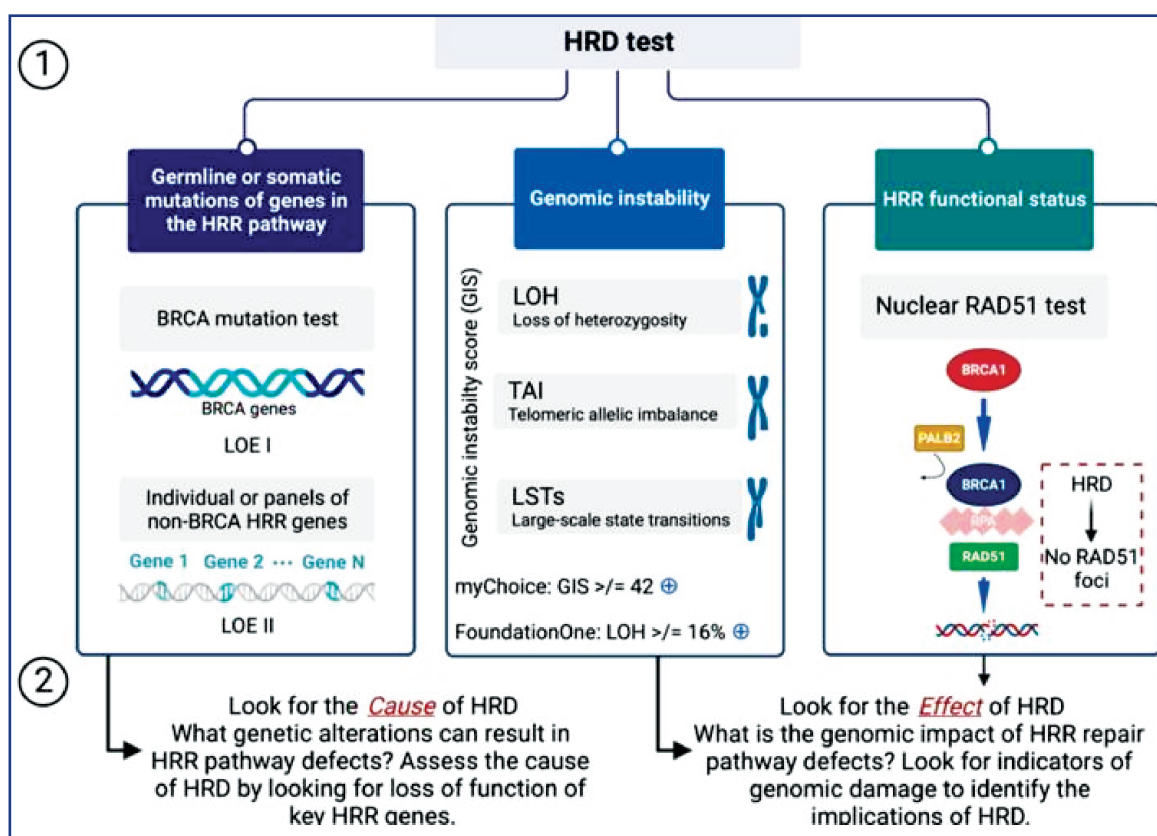 1
HRD test
Germline or somatic
mutations of genes in
the HRR pathway
BRCA mutation test
BRCA genes
LOE I
Individual or panels of
non-BRCA HRR genes
Gene 1 Gene 2 ··· Gene N
LOE II
Genomic instability
Genomic instabilty score (GIS)
LOH
Loss of heterozygosity
TAI
Telomeric allelic imbalance
LSTs
Large-scale state transitions
myChoice: GIS >/= 42 ⊕
FoundationOne: LOH >/= 16% ⊕
HRR functional status
Nuclear RAD51 test
BRCA1
PALB2
BRCA1
RPA
RAD51
HRD
No RAD51
foci
2
Look for the Cause of HRD
What genetic alterations can result in
HRR pathway defects? Assess the cause
of HRD by looking for loss of function of
key HRR genes.
Look for the Effect of HRD
What is the genomic impact of HRR repair
pathway defects? Look for indicators of
genomic damage to identify the
implications of HRD.